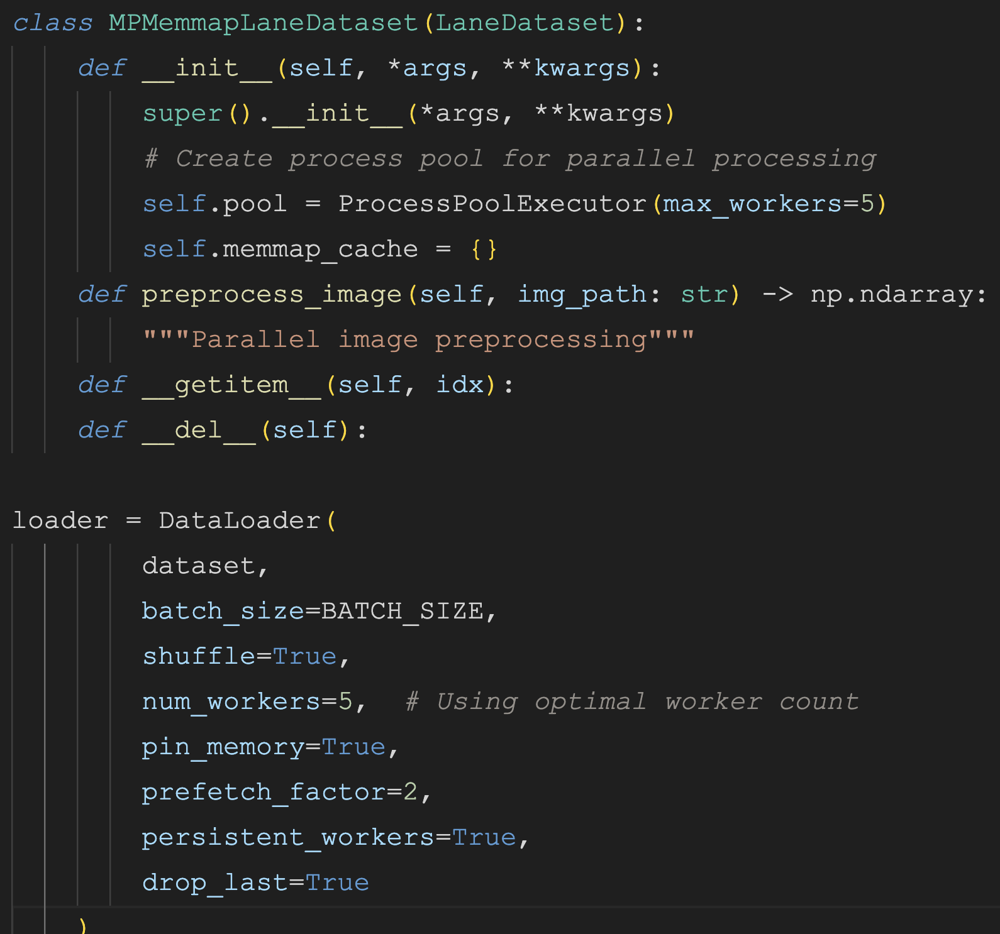 class MPMemmapLaneDataset(LaneDataset):
    def __init__(self, *args, **kwargs):
        super().__init__(*args, **kwargs)
        # Create process pool for parallel processing
        self.pool = ProcessPoolExecutor(max_workers=5)
        self.memmap_cache = {}
    def preprocess_image(self, img_path: str) -> np.ndarray:
        """Parallel image preprocessing"""
    def __getitem__(self, idx):
    def __del__(self):

loader = DataLoader(
        dataset,
        batch_size=BATCH_SIZE,
        shuffle=True,
        num_workers=5,  # Using optimal worker count
        pin_memory=True,
        prefetch_factor=2,
        persistent_workers=True,
        drop_last=True
    )